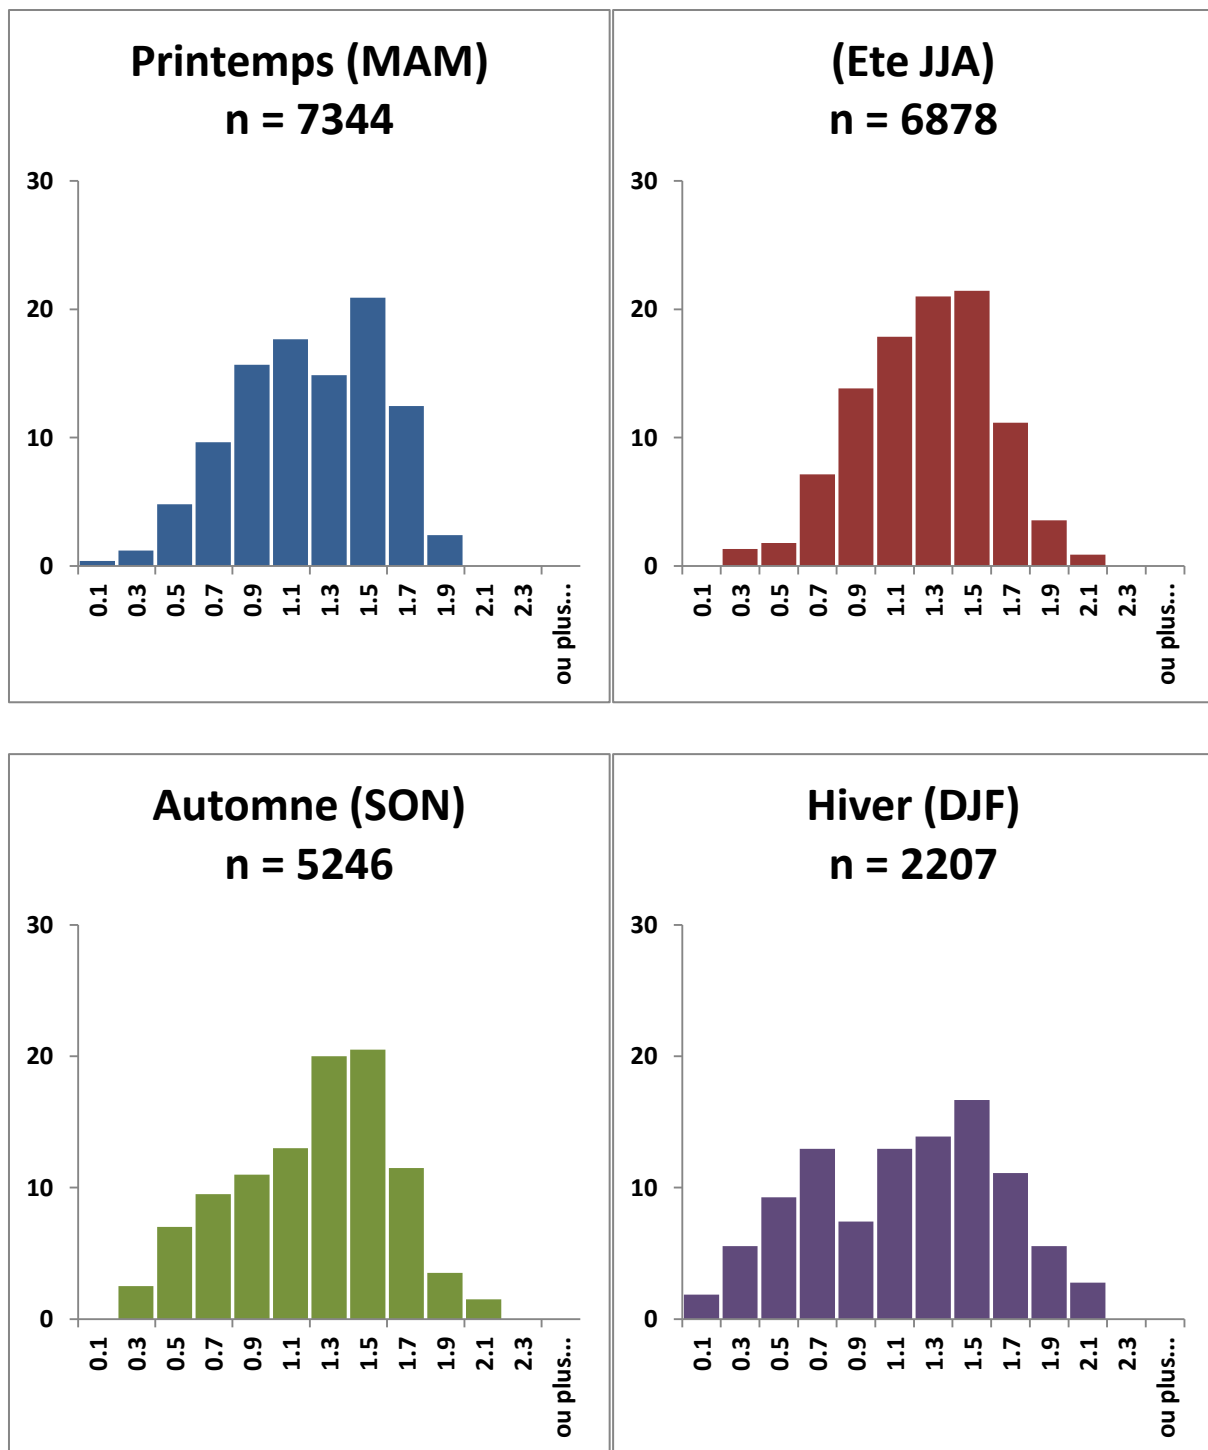 Printemps (MAM)
n = 7344
30
20
10
0
0.1 0.3 0.5 0.7 0.9 1.1 1.3 1.5 1.7 1.9 2.1 2.3 ou plus...
(Ete JJA)
n = 6878
30
20
10
0
0.1 0.3 0.5 0.7 0.9 1.1 1.3 1.5 1.7 1.9 2.1 2.3 ou plus...
Automne (SON)
n = 5246
30
20
10
0
0.1 0.3 0.5 0.7 0.9 1.1 1.3 1.5 1.7 1.9 2.1 2.3 ou plus...
Hiver (DJF)
n = 2207
30
20
10
0
0.1 0.3 0.5 0.7 0.9 1.1 1.3 1.5 1.7 1.9 2.1 2.3 ou plus...